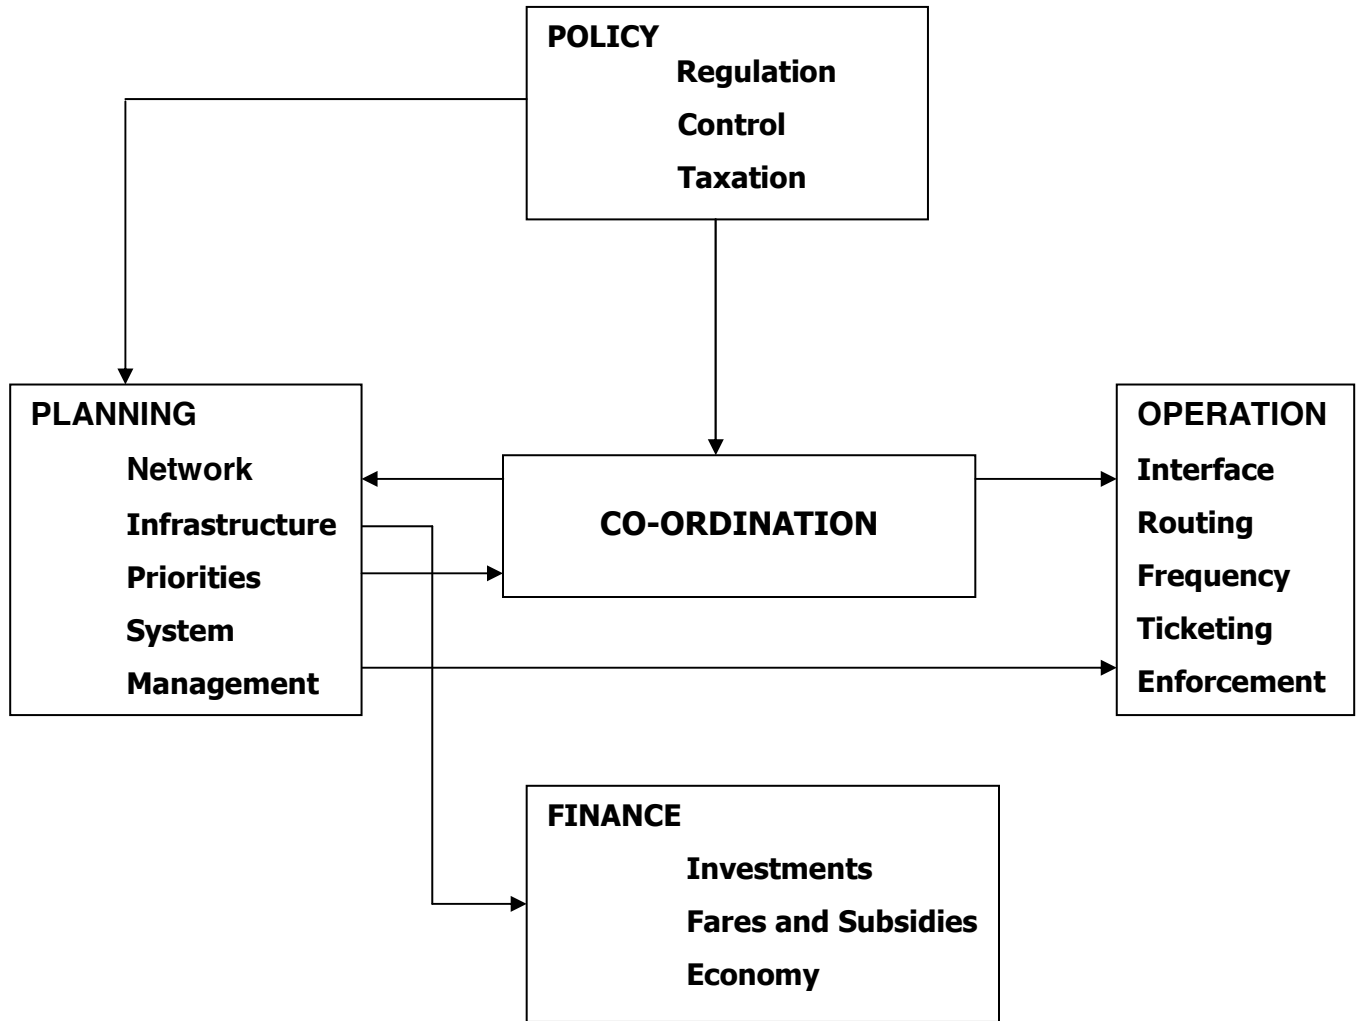 POLICY
Regulation
Control
Taxation
PLANNING
Network
Infrastructure
Priorities
System
Management
CO-ORDINATION
OPERATION
Interface
Routing
Frequency
Ticketing
Enforcement
FINANCE
Investments
Fares and Subsidies
Economy